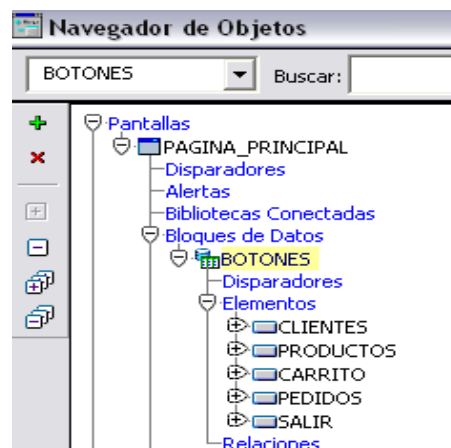 Navegador de Objetos
BOTONES Buscar:
Pantallas
PAGINA_PRINCIPAL
Disparadores
Alertas
Bibliotecas Conectadas
Bloques de Datos
BOTONES
Disparadores
Elementos
CLIENTES
PRODUCTOS
CARRITO
PEDIDOS
SALIR
Relaciones